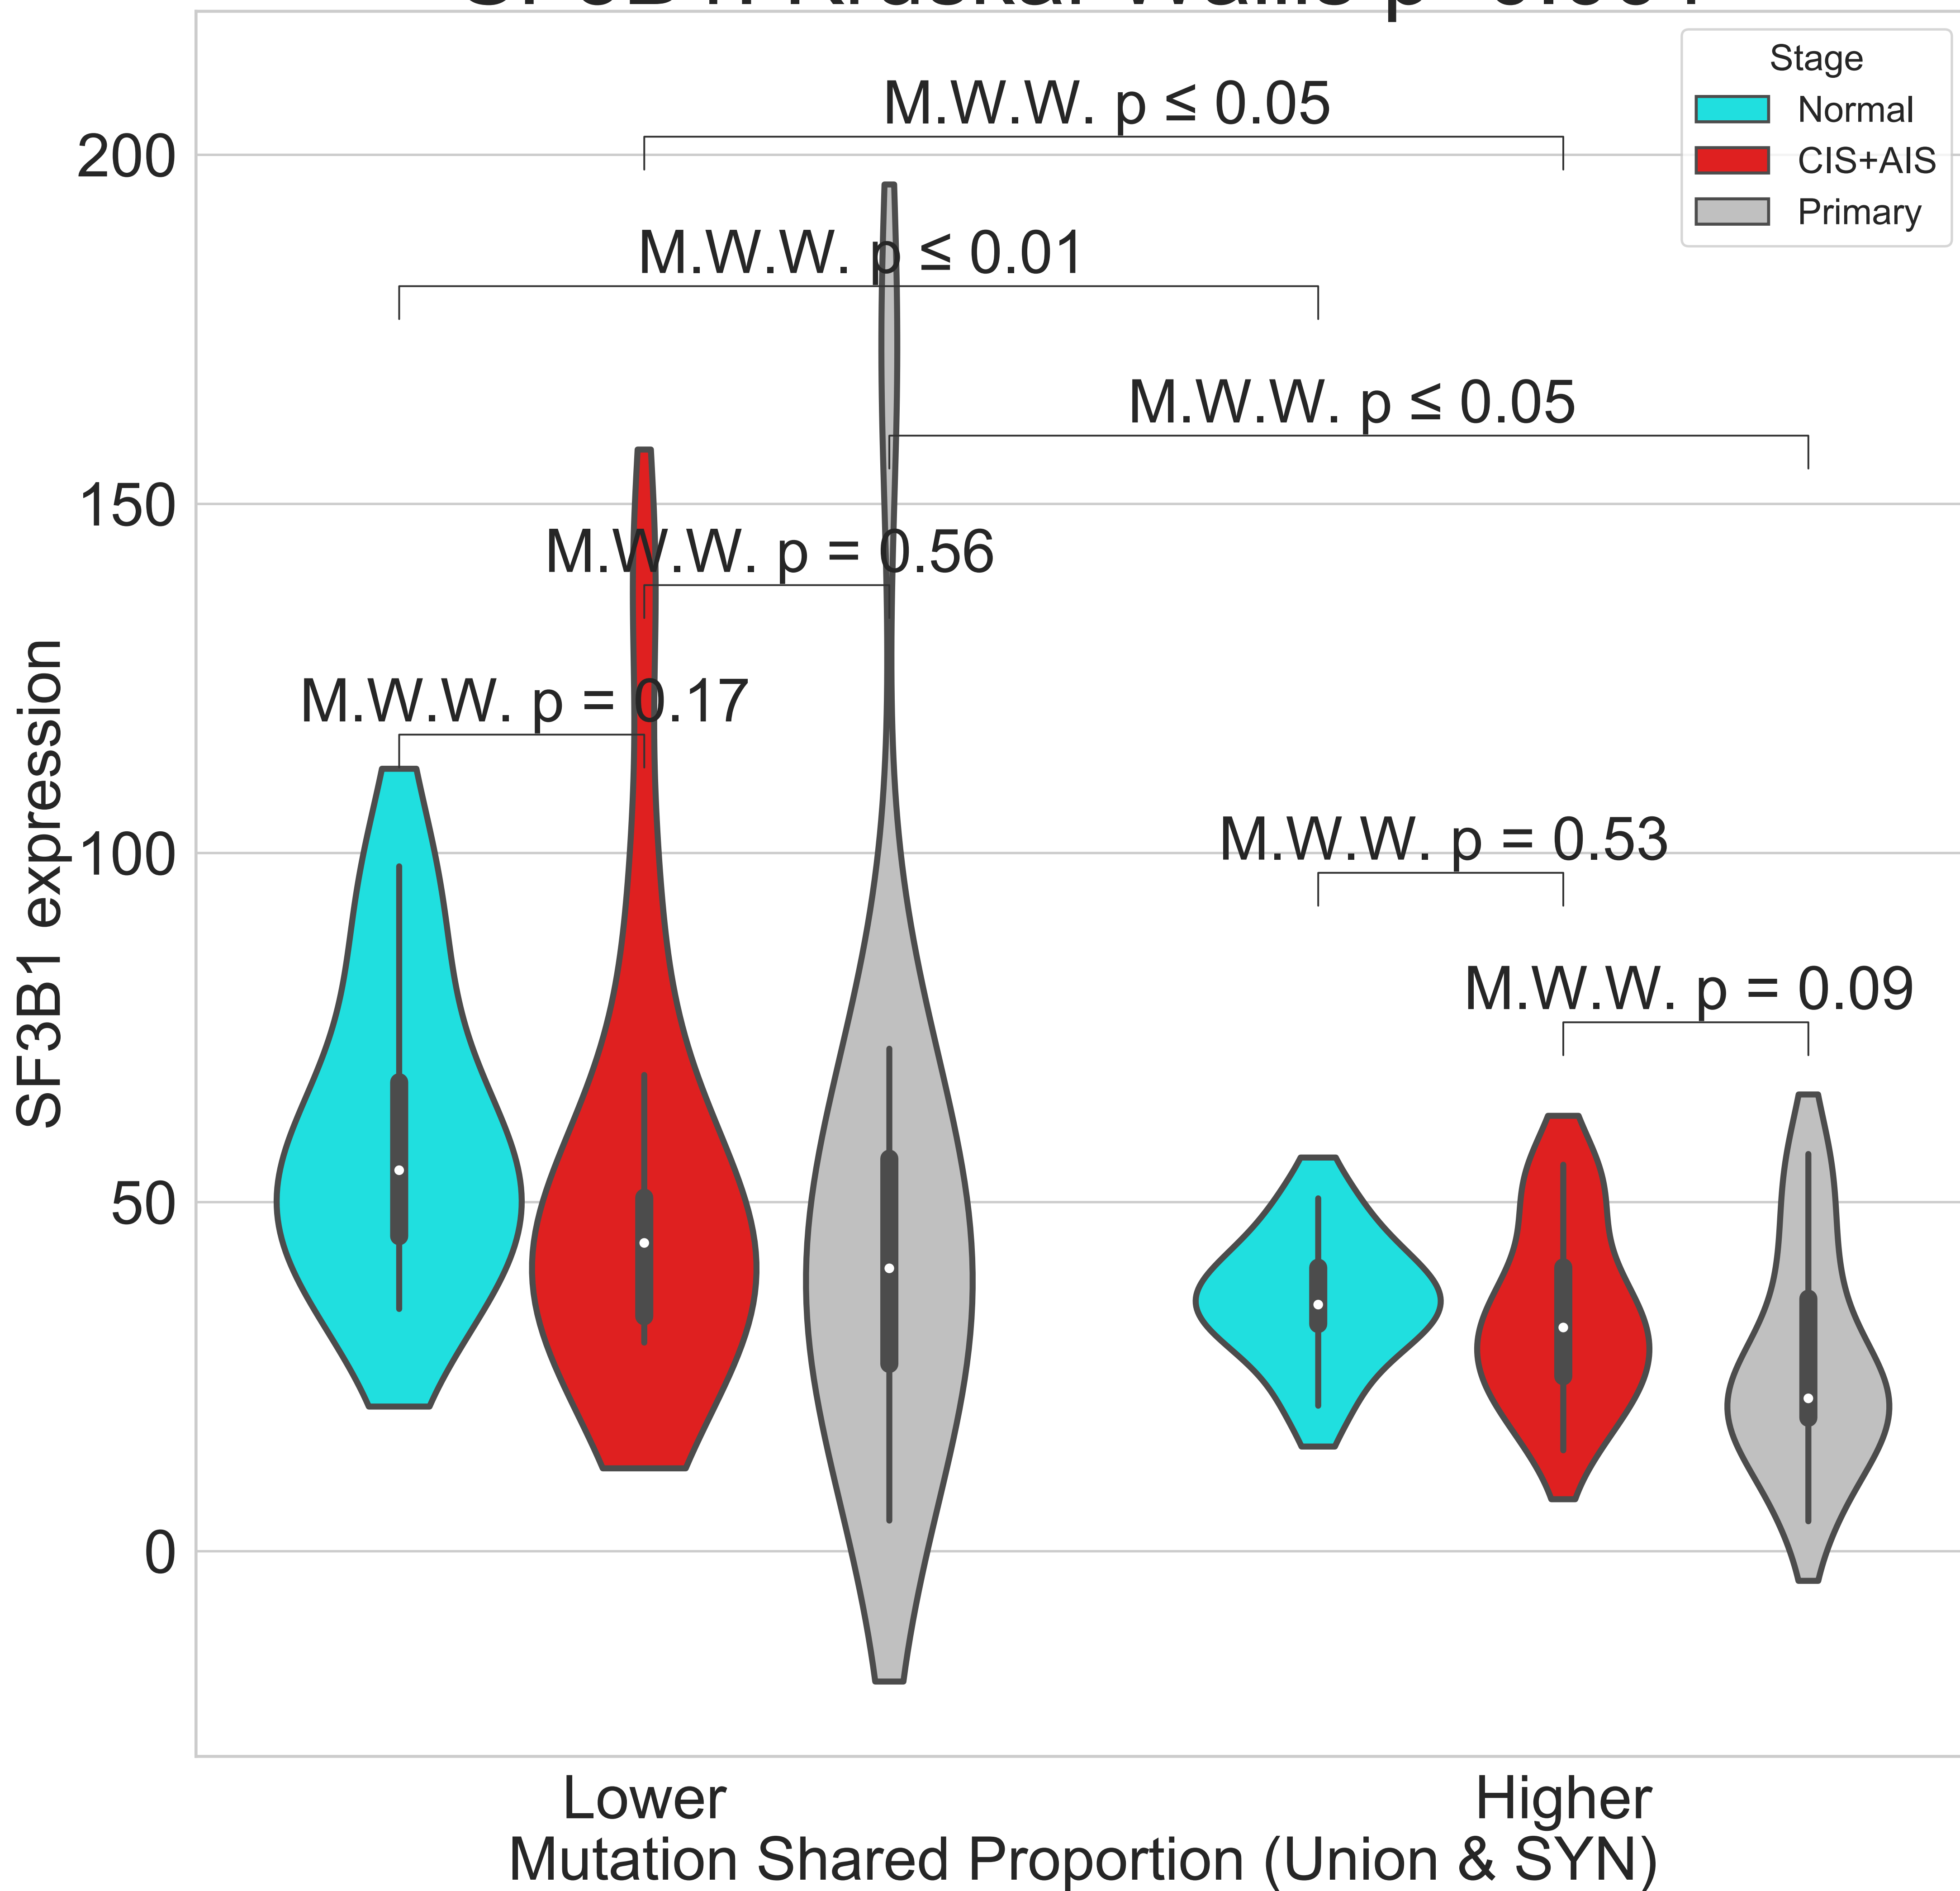 Stage
Normal
CIS+AIS
Primary
M.W.W. p ≤ 0.05
200
M.W.W. p ≤ 0.01
M.W.W. p ≤ 0.05
150
M.W.W. p = 0.56
M.W.W. p = 0.17
100
M.W.W. p = 0.53
M.W.W. p = 0.09
50
0
SF3B1 expression
Lower
Higher
Mutation Shared Proportion (Union & SYN)